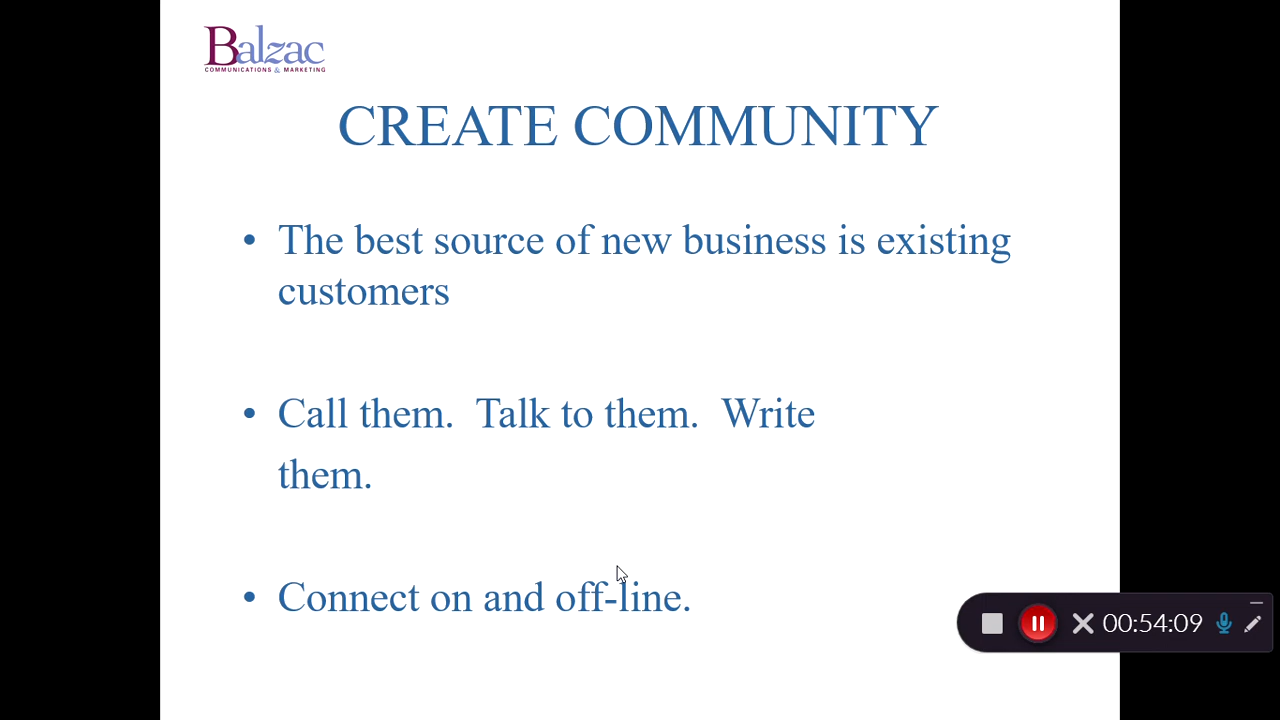 Balzac
COMMUNICATIONS & MARKETING
CREATE COMMUNITY
• The best source of new business is existing
customers
• Call them.  Talk to them.  Write
them.
• Connect on and off-line.
00:54:09